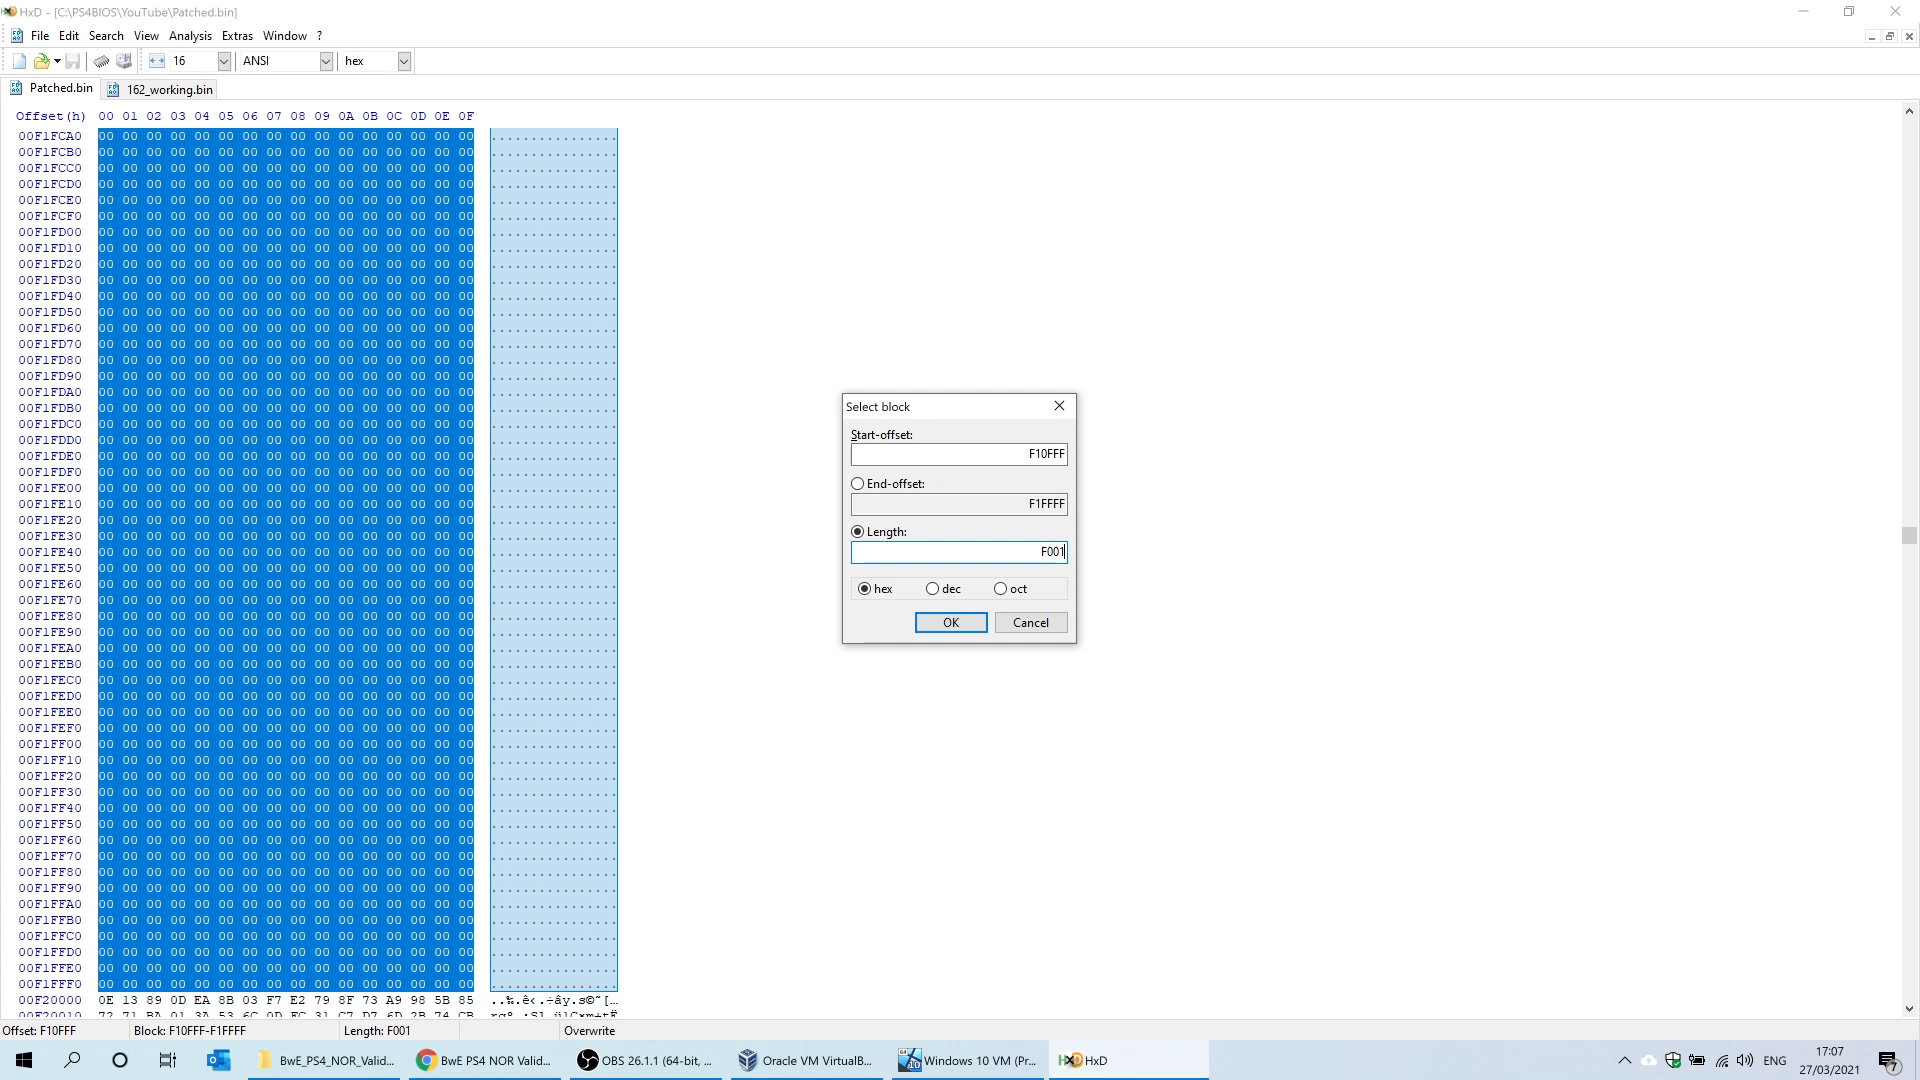 HxD - [C:\PS4BIOS\YouTube\Patched.bin]
File Edit Search View Analysis Extras Window ?
16 ANSI hex
Patched.bin 162_working.bin
Offset(h) 00 01 02 03 04 05 06 07 08 09 0A 0B 0C 0D 0E 0F
00F1FCA0 00 00 00 00 00 00 00 00 00 00 00 00 00 00 00 00 ................
00F1FCB0 00 00 00 00 00 00 00 00 00 00 00 00 00 00 00 00 ................
00F1FCC0 00 00 00 00 00 00 00 00 00 00 00 00 00 00 00 00 ................
00F1FCD0 00 00 00 00 00 00 00 00 00 00 00 00 00 00 00 00 ................
00F1FCE0 00 00 00 00 00 00 00 00 00 00 00 00 00 00 00 00 ................
00F1FCF0 00 00 00 00 00 00 00 00 00 00 00 00 00 00 00 00 ................
00F1FD00 00 00 00 00 00 00 00 00 00 00 00 00 00 00 00 00 ................
00F1FD10 00 00 00 00 00 00 00 00 00 00 00 00 00 00 00 00 ................
00F1FD20 00 00 00 00 00 00 00 00 00 00 00 00 00 00 00 00 ................
00F1FD30 00 00 00 00 00 00 00 00 00 00 00 00 00 00 00 00 ................
00F1FD40 00 00 00 00 00 00 00 00 00 00 00 00 00 00 00 00 ................
00F1FD50 00 00 00 00 00 00 00 00 00 00 00 00 00 00 00 00 ................
00F1FD60 00 00 00 00 00 00 00 00 00 00 00 00 00 00 00 00 ................
00F1FD70 00 00 00 00 00 00 00 00 00 00 00 00 00 00 00 00 ................
00F1FD80 00 00 00 00 00 00 00 00 00 00 00 00 00 00 00 00 ................
00F1FD90 00 00 00 00 00 00 00 00 00 00 00 00 00 00 00 00 ................
00F1FDA0 00 00 00 00 00 00 00 00 00 00 00 00 00 00 00 00 ................
00F1FDB0 00 00 00 00 00 00 00 00 00 00 00 00 00 00 00 00 ................
00F1FDC0 00 00 00 00 00 00 00 00 00 00 00 00 00 00 00 00 ................
00F1FDD0 00 00 00 00 00 00 00 00 00 00 00 00 00 00 00 00 ................
00F1FDE0 00 00 00 00 00 00 00 00 00 00 00 00 00 00 00 00 ................
00F1FDF0 00 00 00 00 00 00 00 00 00 00 00 00 00 00 00 00 ................
00F1FE00 00 00 00 00 00 00 00 00 00 00 00 00 00 00 00 00 ................
00F1FE10 00 00 00 00 00 00 00 00 00 00 00 00 00 00 00 00 ................
00F1FE20 00 00 00 00 00 00 00 00 00 00 00 00 00 00 00 00 ................
00F1FE30 00 00 00 00 00 00 00 00 00 00 00 00 00 00 00 00 ................
00F1FE40 00 00 00 00 00 00 00 00 00 00 00 00 00 00 00 00 ................
00F1FE50 00 00 00 00 00 00 00 00 00 00 00 00 00 00 00 00 ................
00F1FE60 00 00 00 00 00 00 00 00 00 00 00 00 00 00 00 00 ................
00F1FE70 00 00 00 00 00 00 00 00 00 00 00 00 00 00 00 00 ................
00F1FE80 00 00 00 00 00 00 00 00 00 00 00 00 00 00 00 00 ................
00F1FE90 00 00 00 00 00 00 00 00 00 00 00 00 00 00 00 00 ................
00F1FEA0 00 00 00 00 00 00 00 00 00 00 00 00 00 00 00 00 ................
00F1FEB0 00 00 00 00 00 00 00 00 00 00 00 00 00 00 00 00 ................
00F1FEC0 00 00 00 00 00 00 00 00 00 00 00 00 00 00 00 00 ................
00F1FED0 00 00 00 00 00 00 00 00 00 00 00 00 00 00 00 00 ................
00F1FEE0 00 00 00 00 00 00 00 00 00 00 00 00 00 00 00 00 ................
00F1FEF0 00 00 00 00 00 00 00 00 00 00 00 00 00 00 00 00 ................
00F1FF00 00 00 00 00 00 00 00 00 00 00 00 00 00 00 00 00 ................
00F1FF10 00 00 00 00 00 00 00 00 00 00 00 00 00 00 00 00 ................
00F1FF20 00 00 00 00 00 00 00 00 00 00 00 00 00 00 00 00 ................
00F1FF30 00 00 00 00 00 00 00 00 00 00 00 00 00 00 00 00 ................
00F1FF40 00 00 00 00 00 00 00 00 00 00 00 00 00 00 00 00 ................
00F1FF50 00 00 00 00 00 00 00 00 00 00 00 00 00 00 00 00 ................
00F1FF60 00 00 00 00 00 00 00 00 00 00 00 00 00 00 00 00 ................
00F1FF70 00 00 00 00 00 00 00 00 00 00 00 00 00 00 00 00 ................
00F1FF80 00 00 00 00 00 00 00 00 00 00 00 00 00 00 00 00 ................
00F1FF90 00 00 00 00 00 00 00 00 00 00 00 00 00 00 00 00 ................
00F1FFA0 00 00 00 00 00 00 00 00 00 00 00 00 00 00 00 00 ................
00F1FFB0 00 00 00 00 00 00 00 00 00 00 00 00 00 00 00 00 ................
00F1FFC0 00 00 00 00 00 00 00 00 00 00 00 00 00 00 00 00 ................
00F1FFD0 00 00 00 00 00 00 00 00 00 00 00 00 00 00 00 00 ................
00F1FFE0 00 00 00 00 00 00 00 00 00 00 00 00 00 00 00 00 ................
00F1FFF0 00 00 00 00 00 00 00 00 00 00 00 00 00 00 00 00 ................
00F20000 0E 13 89 0D EA 8B 03 F7 E2 79 8F 73 A9 98 5B 85 ..‰.ê‹.÷ây.s©˜[…
00F20010 72 71 BA 01 3A 53 6C 0D FC 31 C7 D7 6D 2B 74 CB
Select block
Start-offset:
F10FFF
End-offset:
F1FFFF
Length:
F001
hex dec oct
OK Cancel
Offset: F10FFF Block: F10FFF-F1FFFF Length: F001 Overwrite
BwE_PS4_NOR_Valid... BwE PS4 NOR Valid... OBS 26.1.1 (64-bit, ... Oracle VM VirtualB... Windows 10 VM (Pr... HxD ENG 17:07
27/03/2021